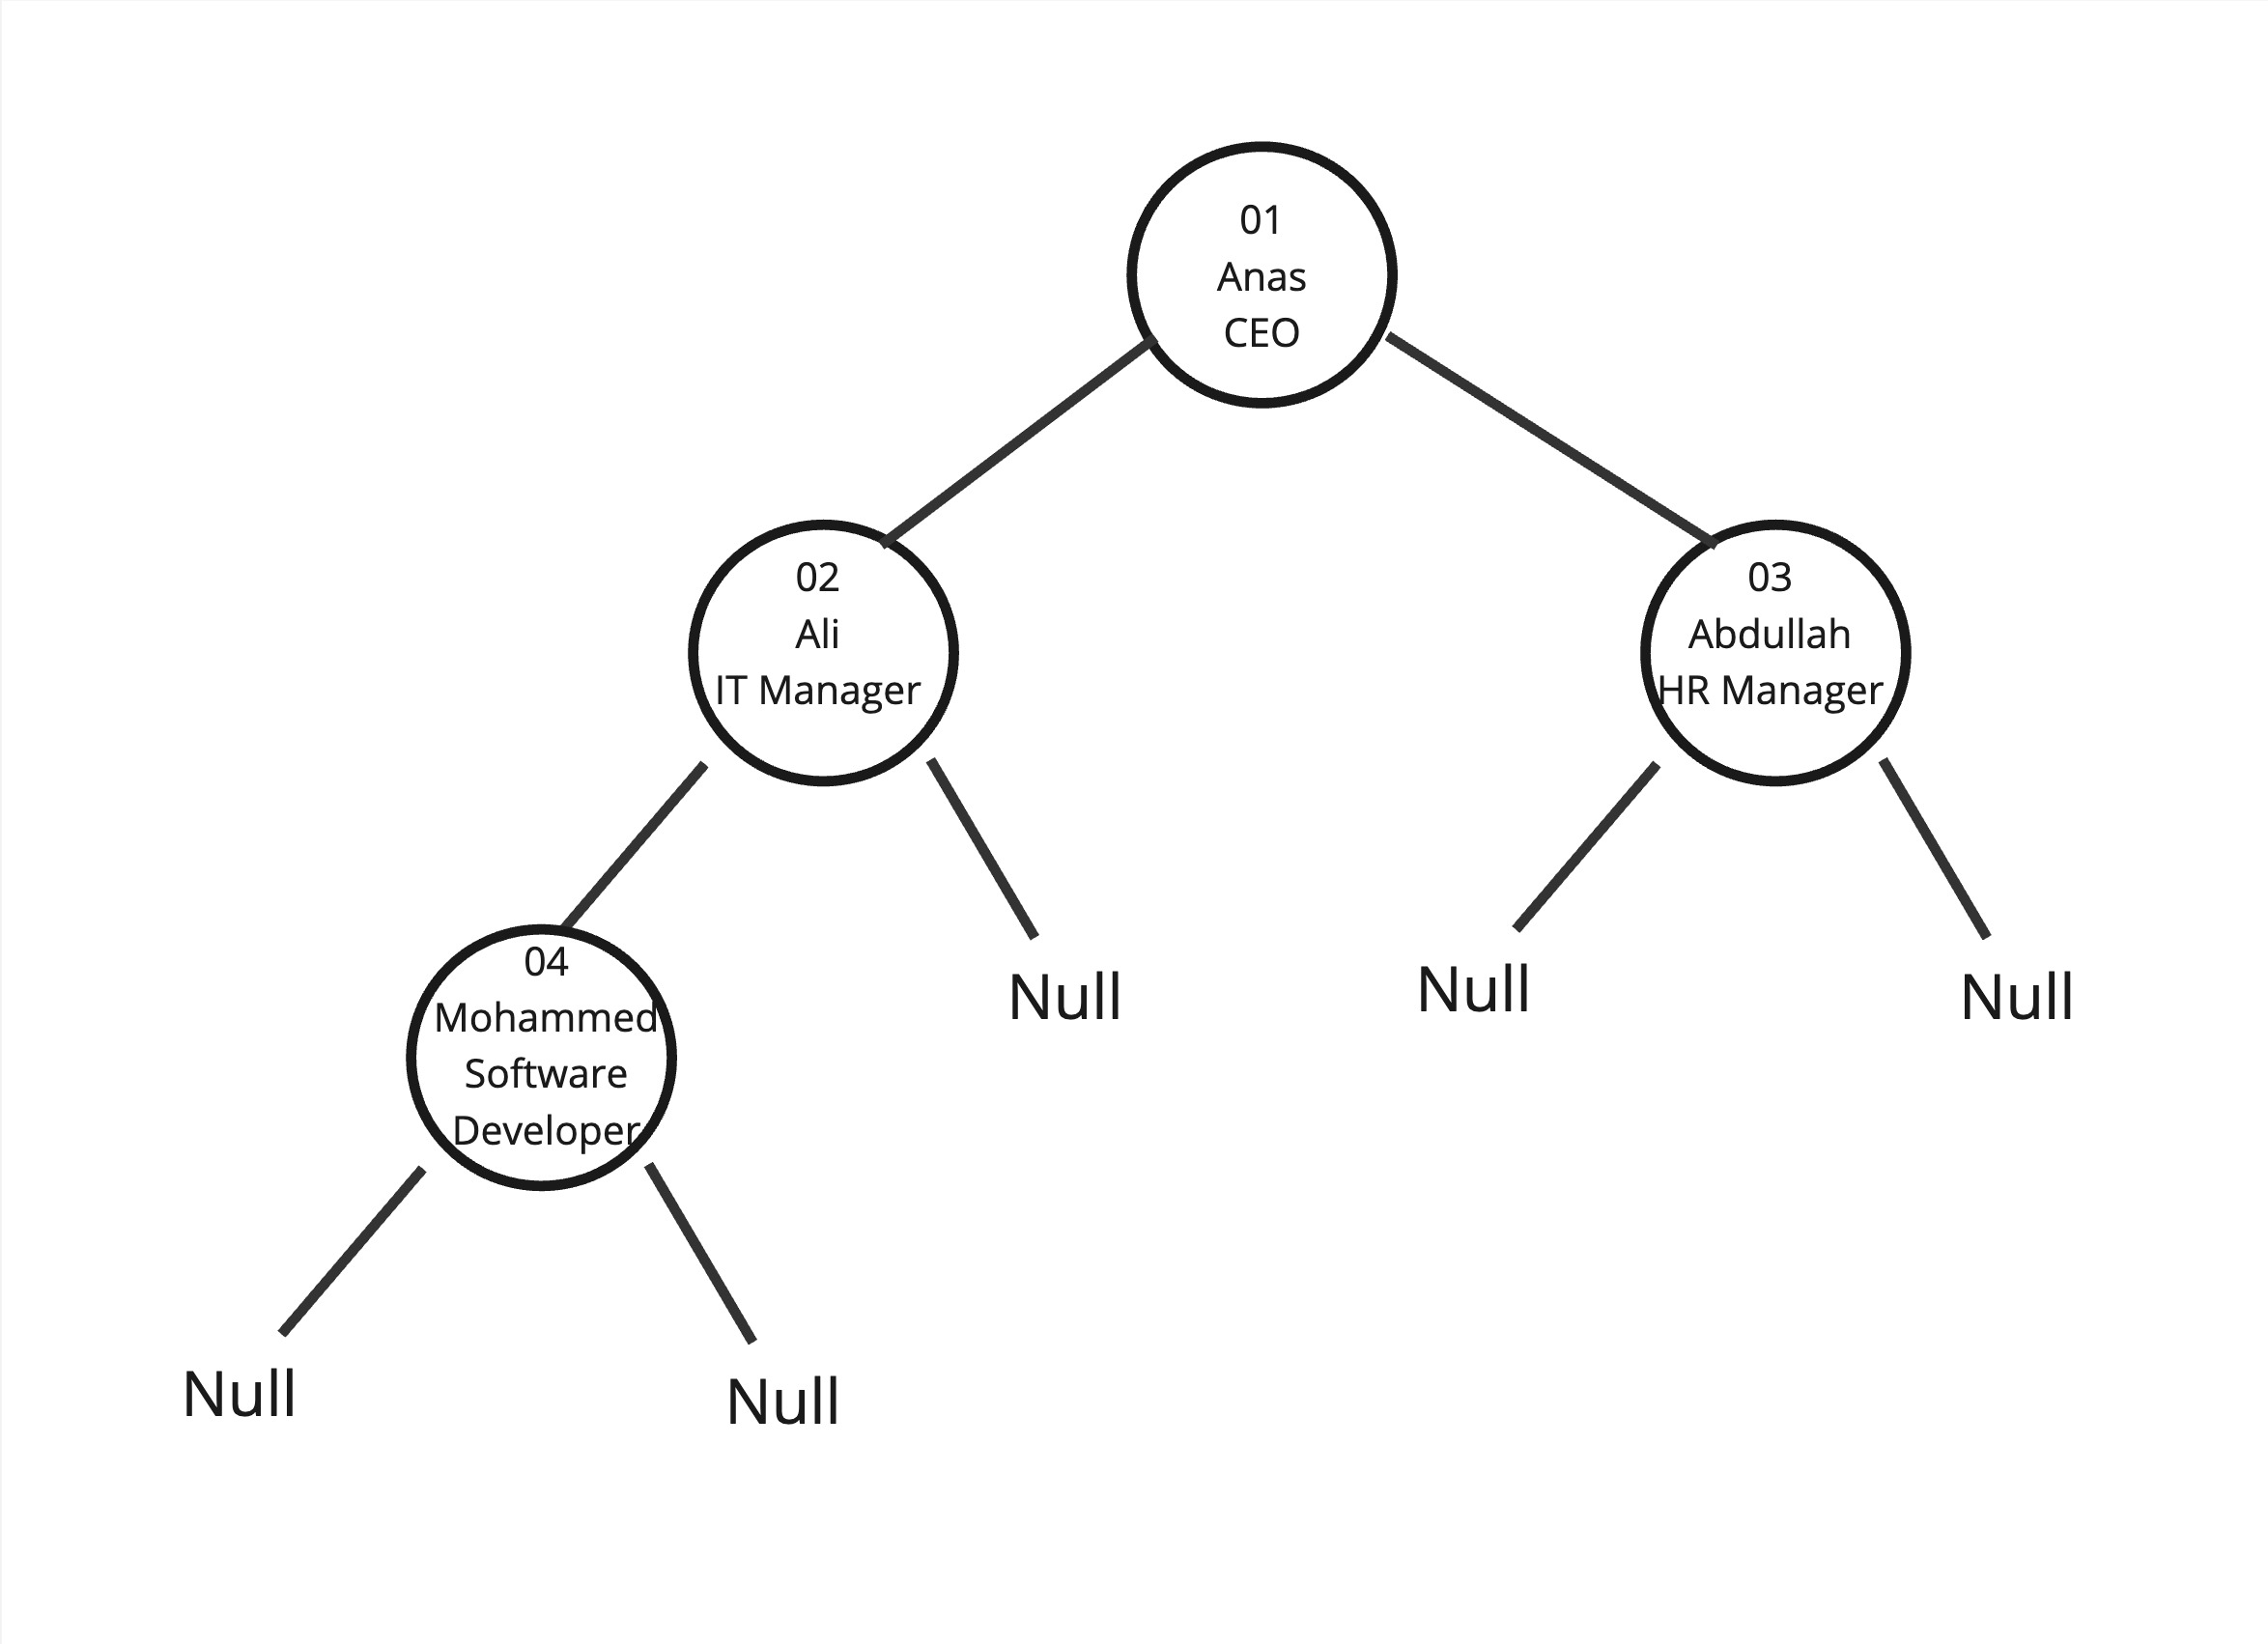 01
Anas
CEO
02
Ali
IT Manager
03
Abdullah
HR Manager
04
Mohammed
Software
Developer
Null
Null
Null
Null
Null